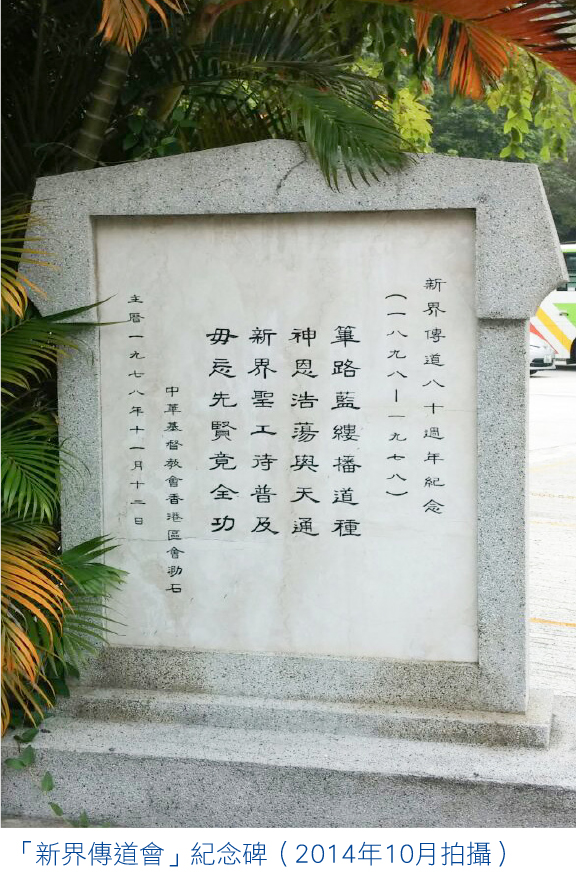 新界傳道八十週年紀念
(一八九八—一九七八)
篳路藍縷播道種
神恩浩蕩與天通
新界聖工待普及
毋忘先賢竟全功
中華基督教會香港區會泐石
主曆一九七八年十一月十二日
「新界傳道會」紀念碑（2014年10月拍攝）